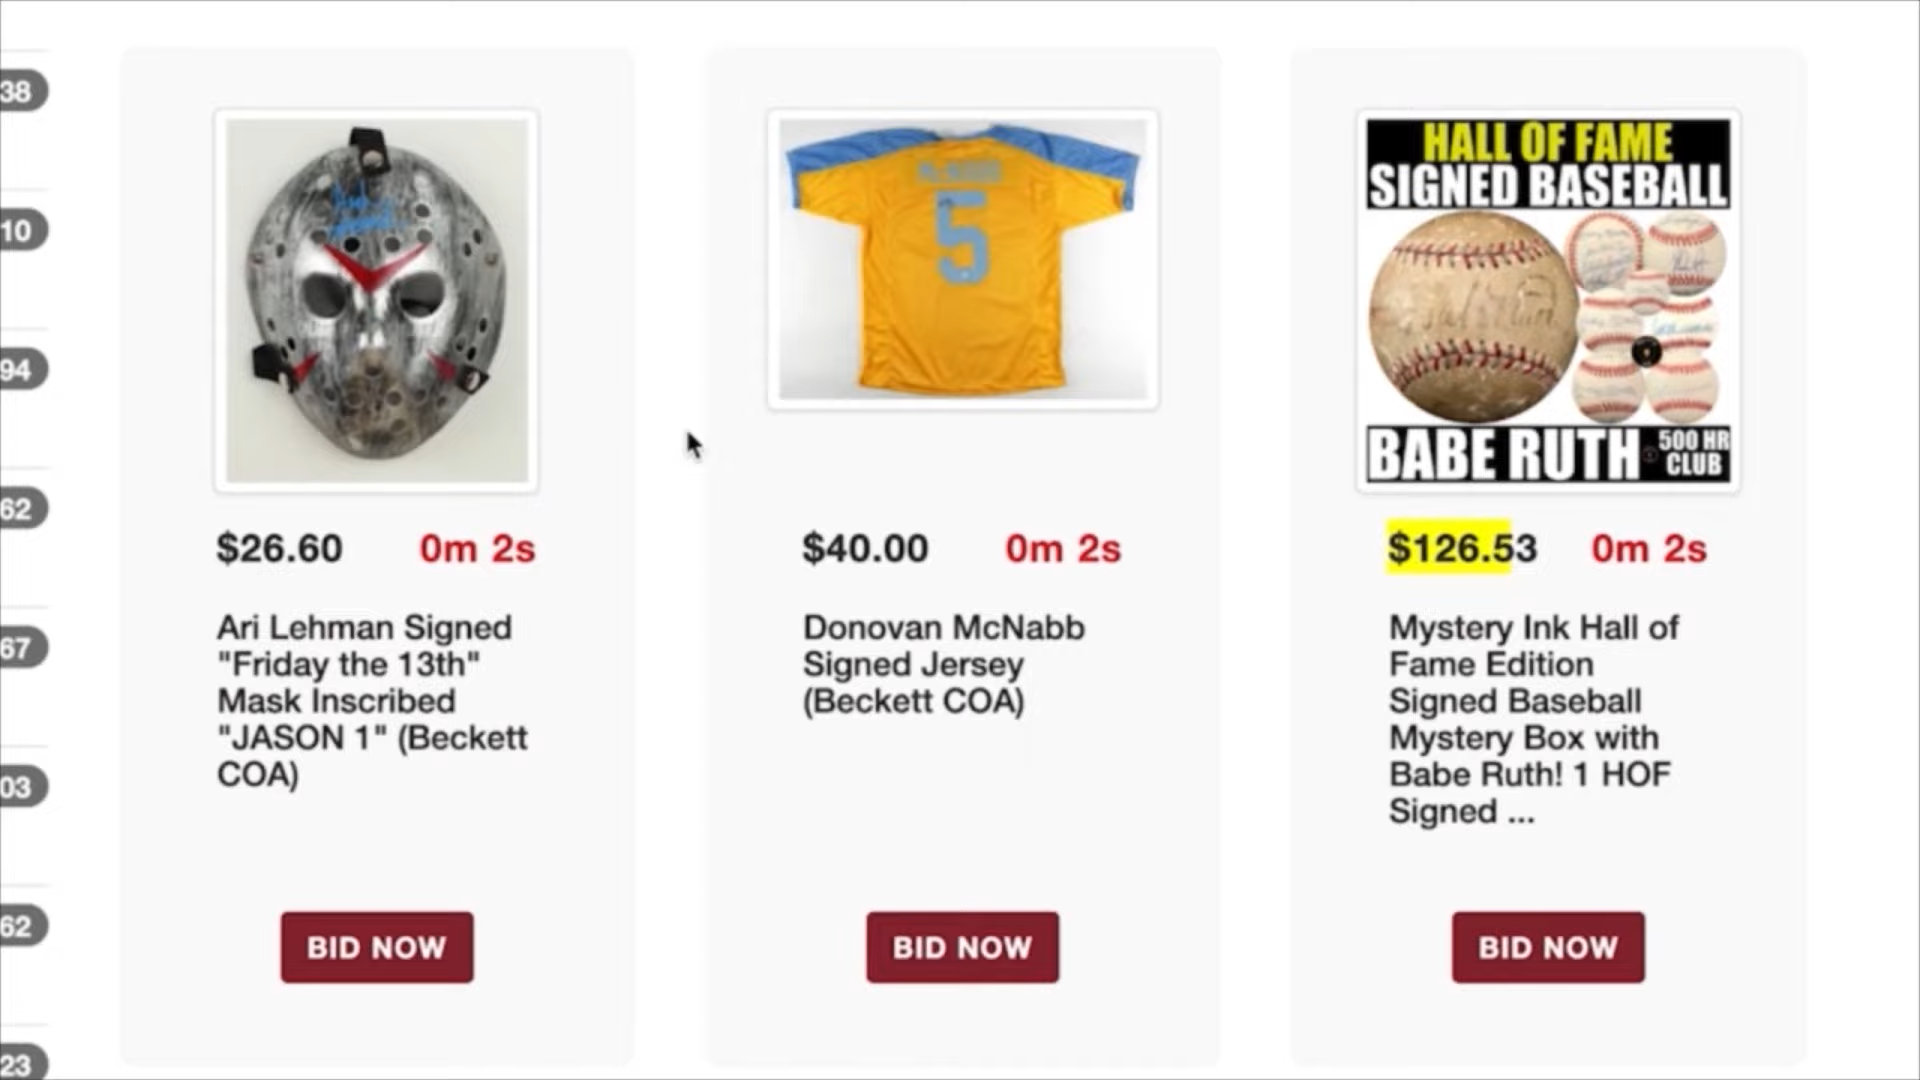 38
10
94
62
67
03
62
23
5
HALL OF FAME
SIGNED BASEBALL
BABE RUTH
500 HR
CLUB
$26.60 0m 2s
$40.00 0m 2s
$126.53 0m 2s
Ari Lehman Signed
"Friday the 13th"
Mask Inscribed
"JASON 1" (Beckett
COA)
Donovan McNabb
Signed Jersey
(Beckett COA)
Mystery Ink Hall of
Fame Edition
Signed Baseball
Mystery Box with
Babe Ruth! 1 HOF
Signed ...
BID NOW
BID NOW
BID NOW